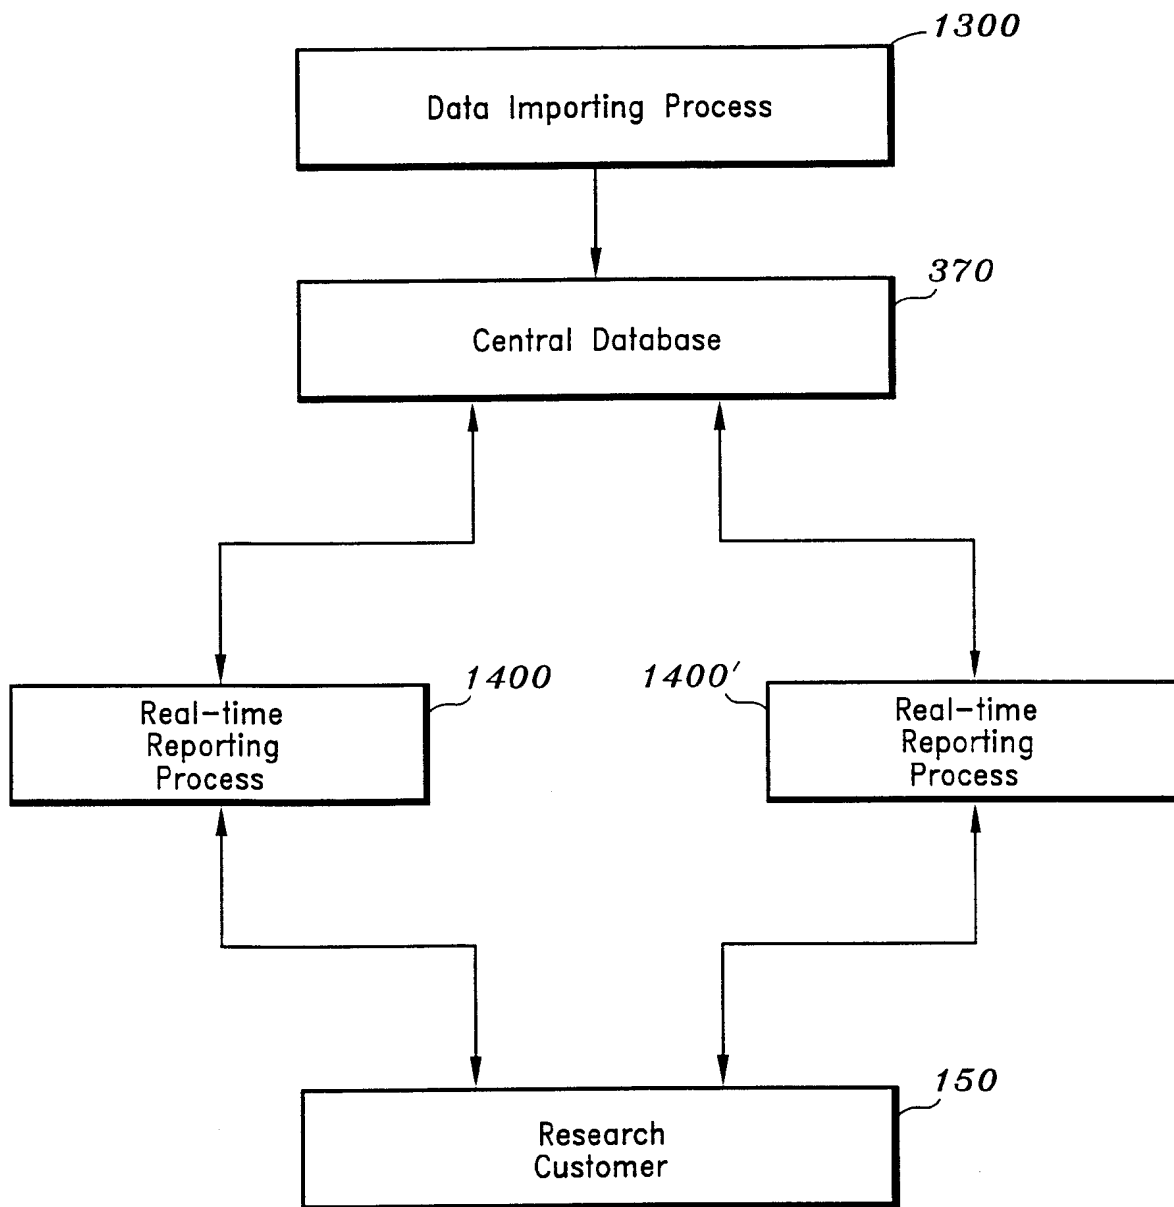 1300
Data Importing Process
370
Central Database
1400
1400'
Real-time
Reporting
Process
Real-time
Reporting
Process
150
Research
Customer